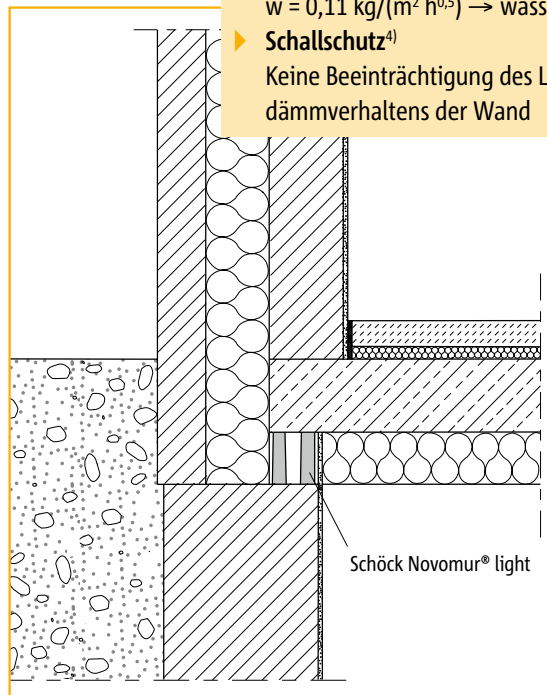 w = 0,11 kg/(m² h⁰,⁵) → wass
Schallschutz⁴⁾
Keine Beeinträchtigung des L
dämmverhaltens der Wand
Schöck Novomur® light